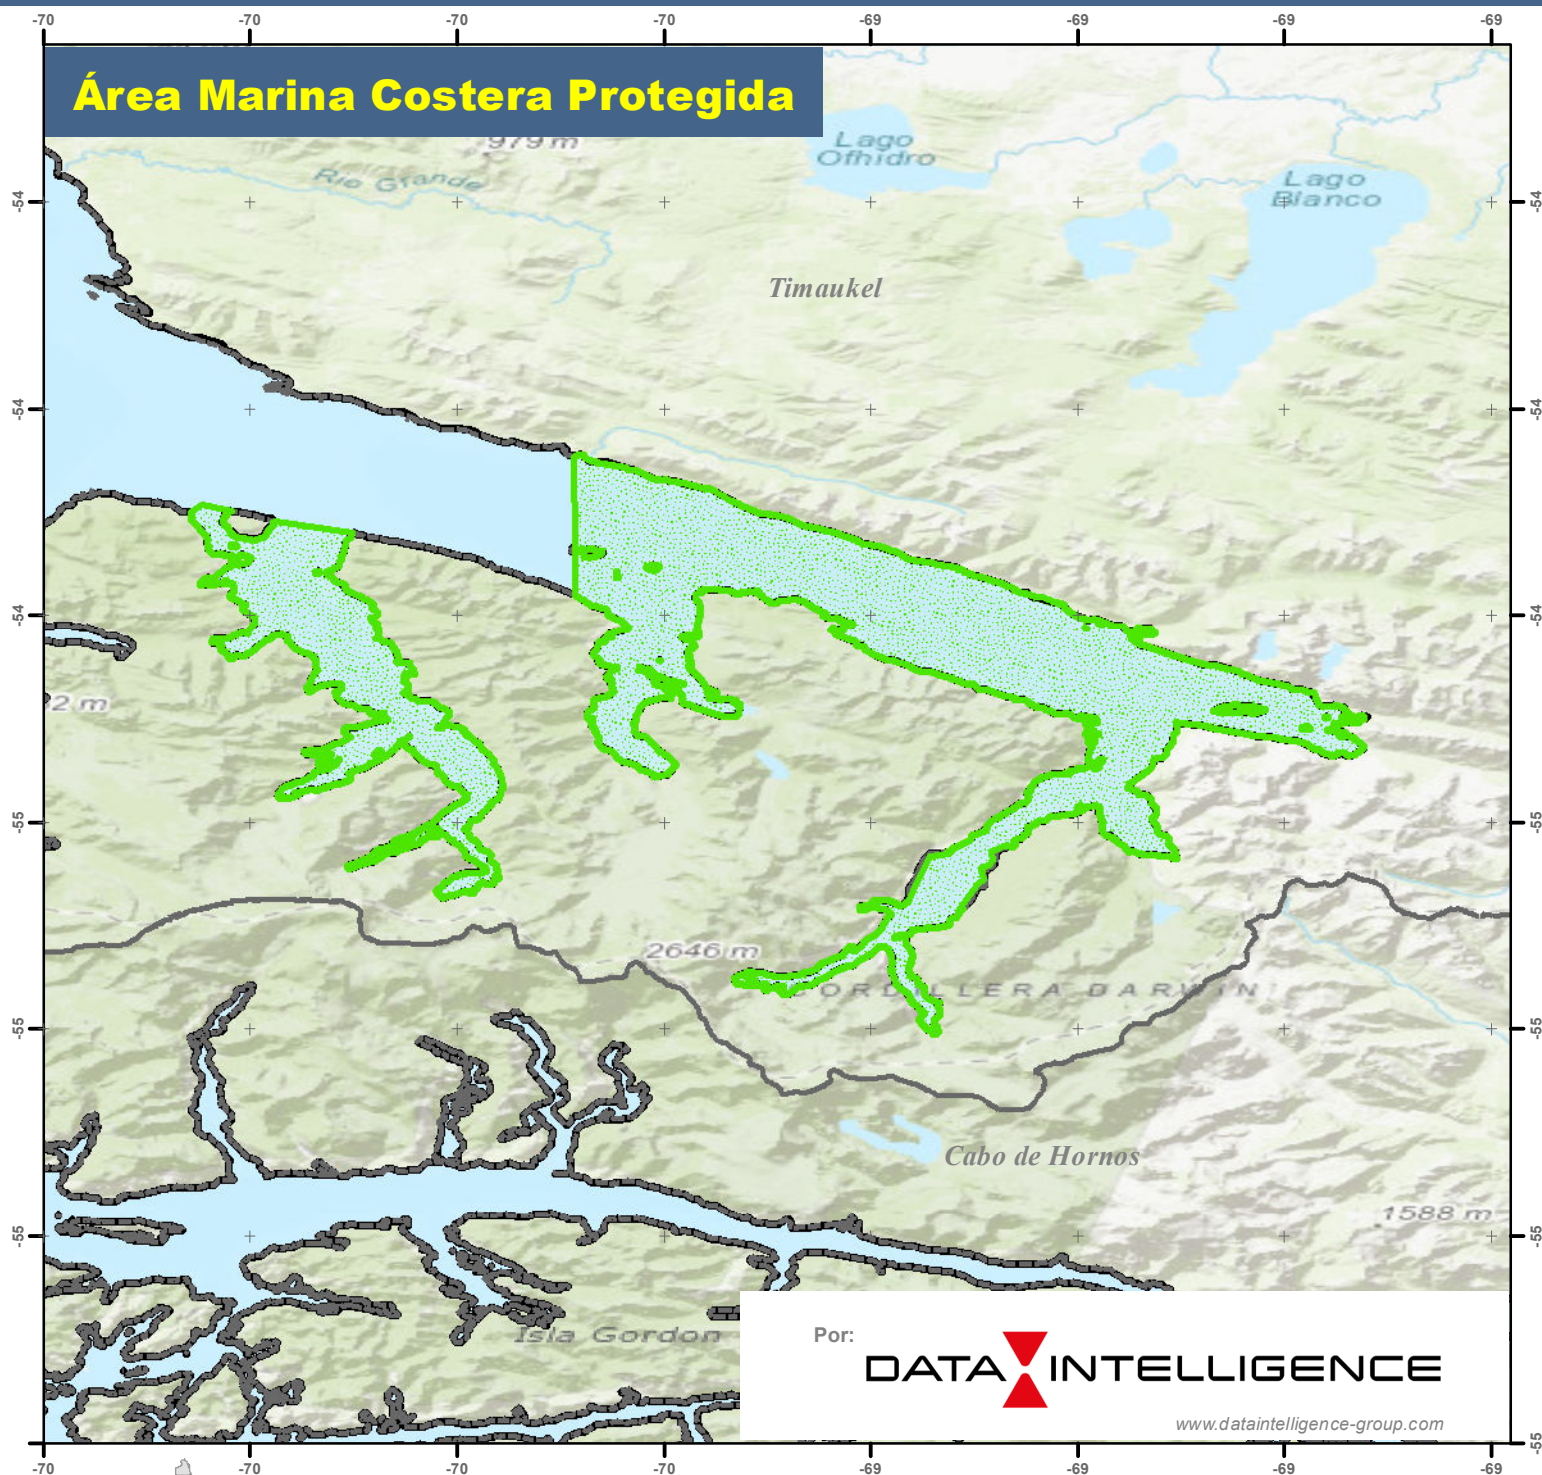 -70 -70 -70 -70 -69 -69 -69 -69
Área Marina Costera Protegida
979 m
Lago
Ofhidro
Rio Grande
Lago
Blanco
-54 -54
Timaukel
-54 -54
-54 -54
2 m
-55 -55
2646 m
CORDILLERA DARWIN
-55 -55
Cabo de Hornos
1588 m
-55 -55
Isla Gordon
Por:
DATA INTELLIGENCE
www.dataintelligence-group.com
-55
-70 -70 -70 -70 -69 -69 -69 -69